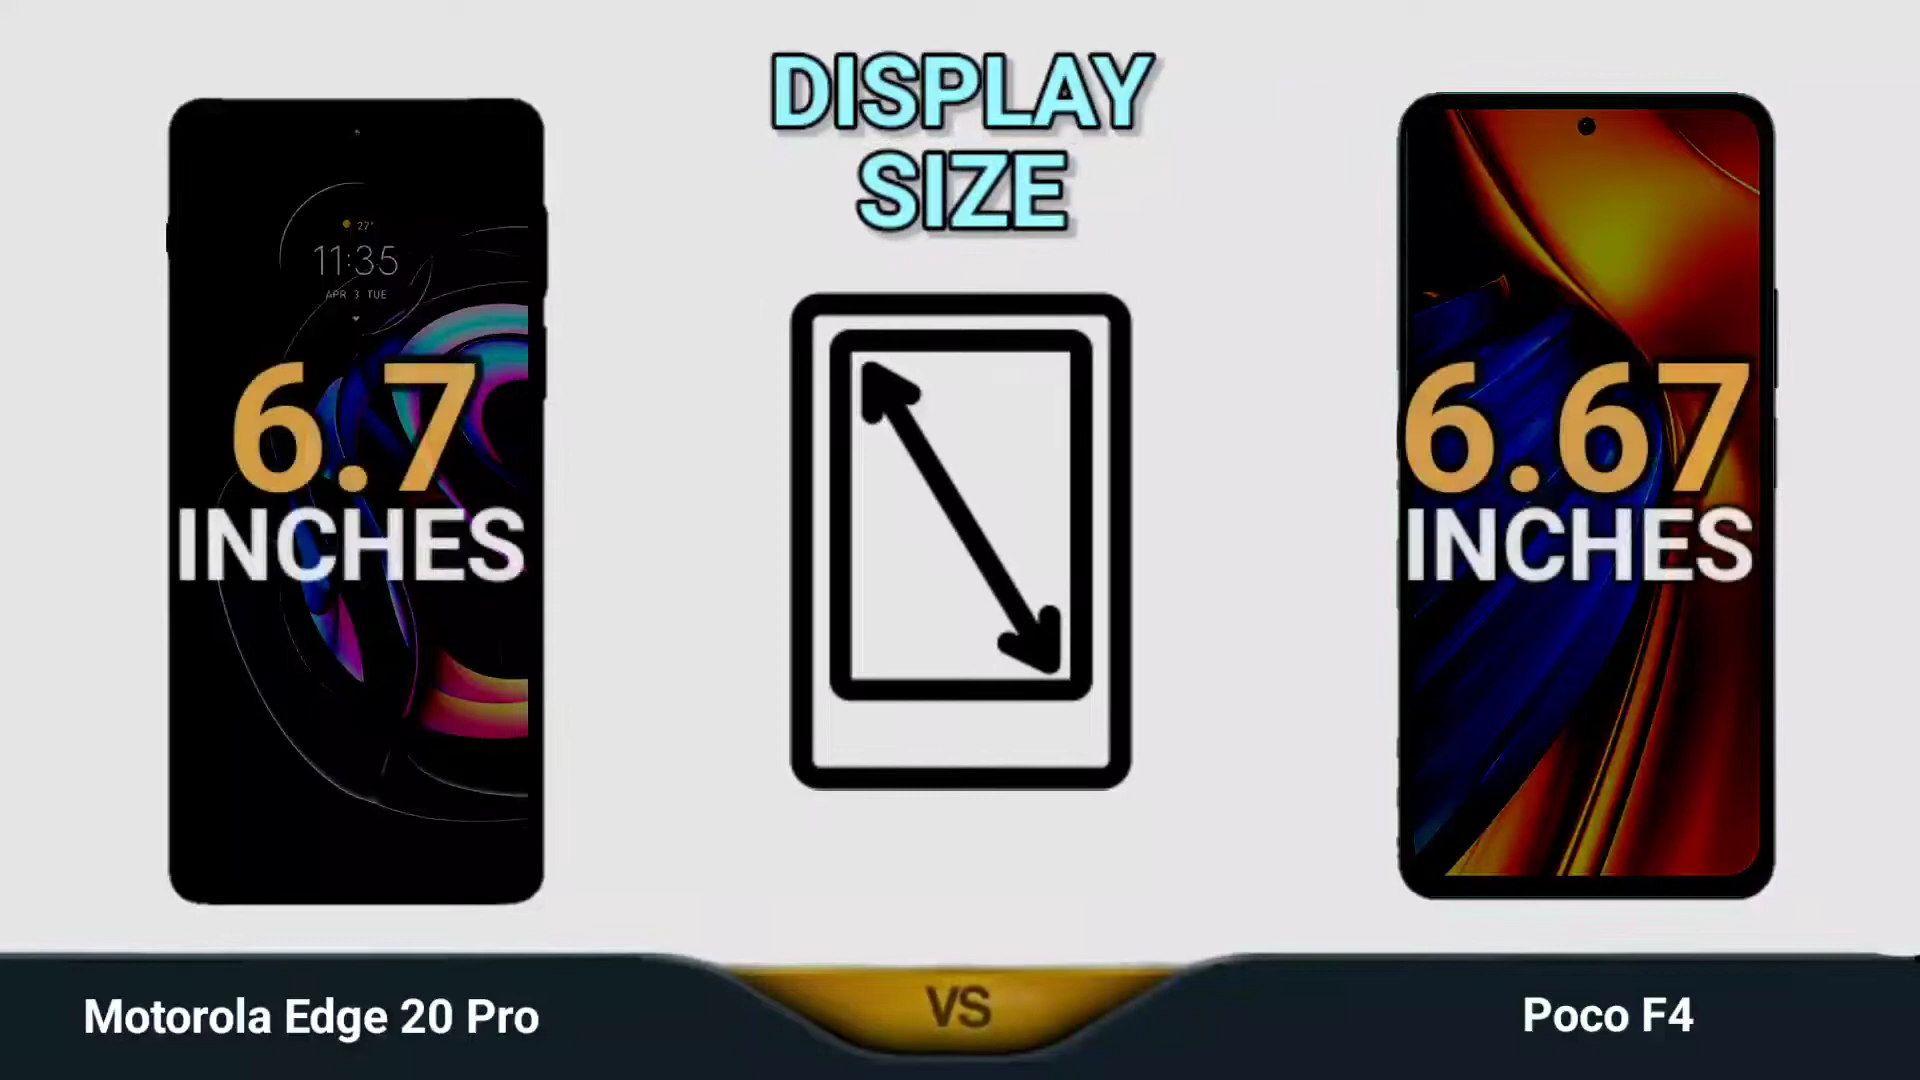 DISPLAY
SIZE
27°
11:35
APR 3 TUE
6.7
INCHES
6.67
INCHES
Motorola Edge 20 Pro
VS
Poco F4